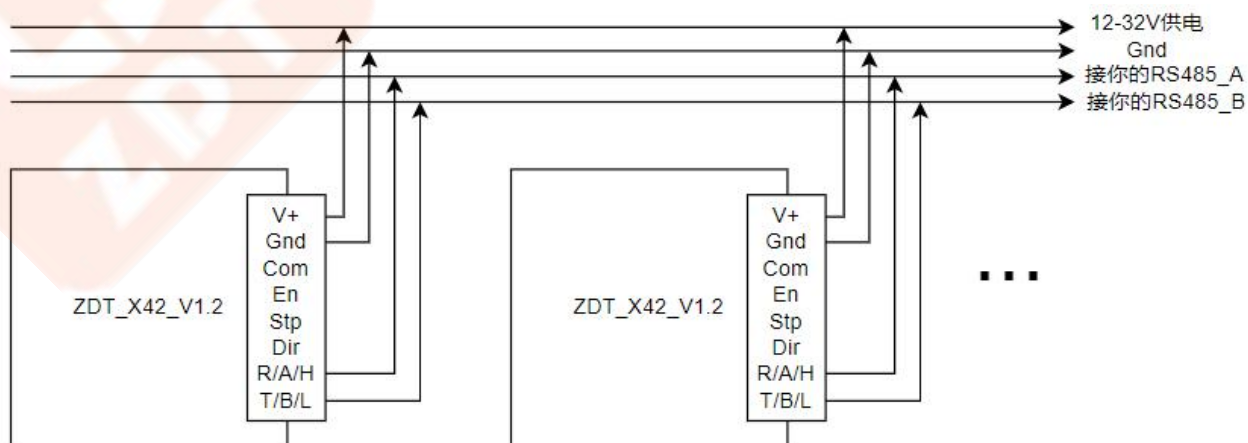 12-32V供电
Gnd
接你的RS485_A
接你的RS485_B
ZDT
ZDT_X42_V1.2
V+
Gnd
Com
En
Stp
Dir
R/A/H
T/B/L
ZDT_X42_V1.2
V+
Gnd
Com
En
Stp
Dir
R/A/H
T/B/L
...